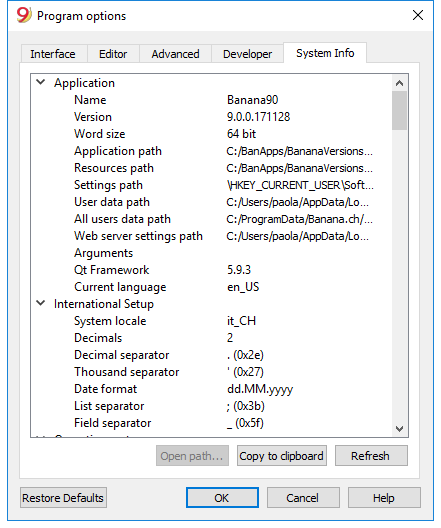 Program options
Interface Editor Advanced Developer System Info
Application
Name Banana90
Version 9.0.0.171128
Word size 64 bit
Application path C:/BanApps/BananaVersions...
Resources path C:/BanApps/BananaVersions...
Settings path \HKEY_CURRENT_USER\Soft...
User data path C:/Users/paola/AppData/Lo...
All users data path C:/ProgramData/Banana.ch/...
Web server settings path C:/Users/paola/AppData/Lo...
Arguments
Qt Framework 5.9.3
Current language en_US
International Setup
System locale it_CH
Decimals 2
Decimal separator . (0x2e)
Thousand separator ' (0x27)
Date format dd.MM.yyyy
List separator ; (0x3b)
Field separator _ (0x5f)
Open path... Copy to clipboard Refresh
Restore Defaults OK Cancel Help